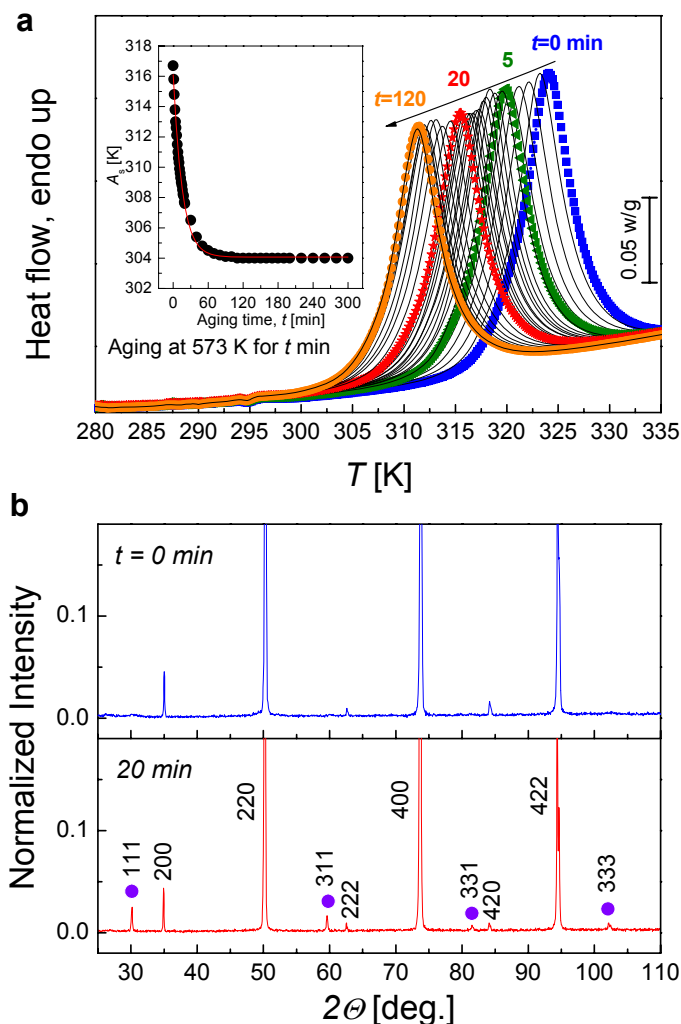 a
Heat flow, endo up
A_s [K]
318
316
314
312
310
308
306
304
302
0 60 120 180 240 300
Aging time, t [min]
Aging at 573 K for t min
t=120
20
5
t=0 min
0.05 w/g
280 285 290 295 300 305 310 315 320 325 330 335
T [K]
b
Normalized Intensity
t = 0 min
0.1
0.0
20 min
0.1
0.0
111
200
220
311
222
400
331
420
422
333
30 40 50 60 70 80 90 100 110
2Θ [deg.]